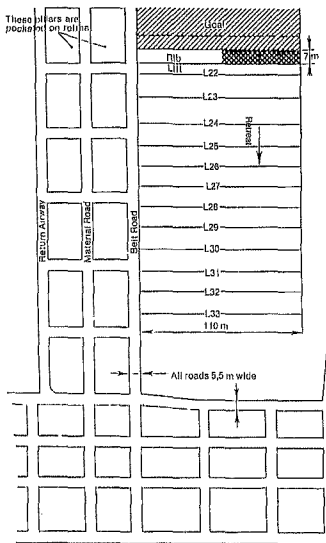 These pillars are
pocketed on retreat
Goaf
Rib
7 m
L22
L23
L24
L25
L26
L27
L28
L29
L30
L31
L32
L33
Retreat
Return Airway
Material Road
Belt Road
110 m
All roads 5,5 m wide